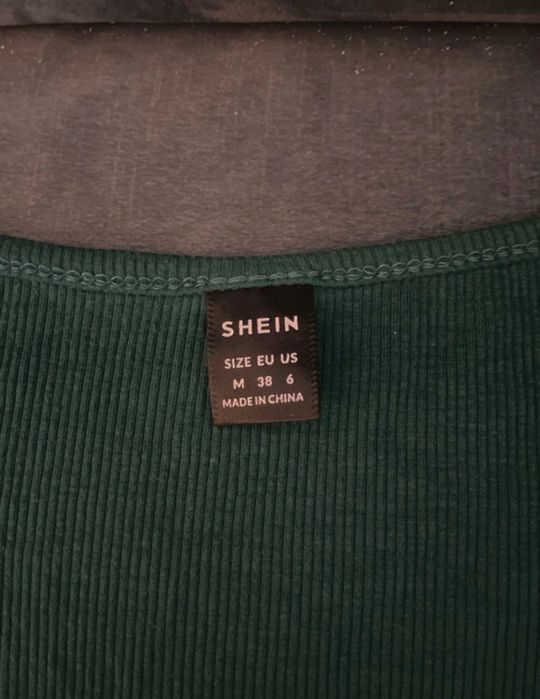 SHEIN
SIZE EU US
M 38 6
MADE IN CHINA